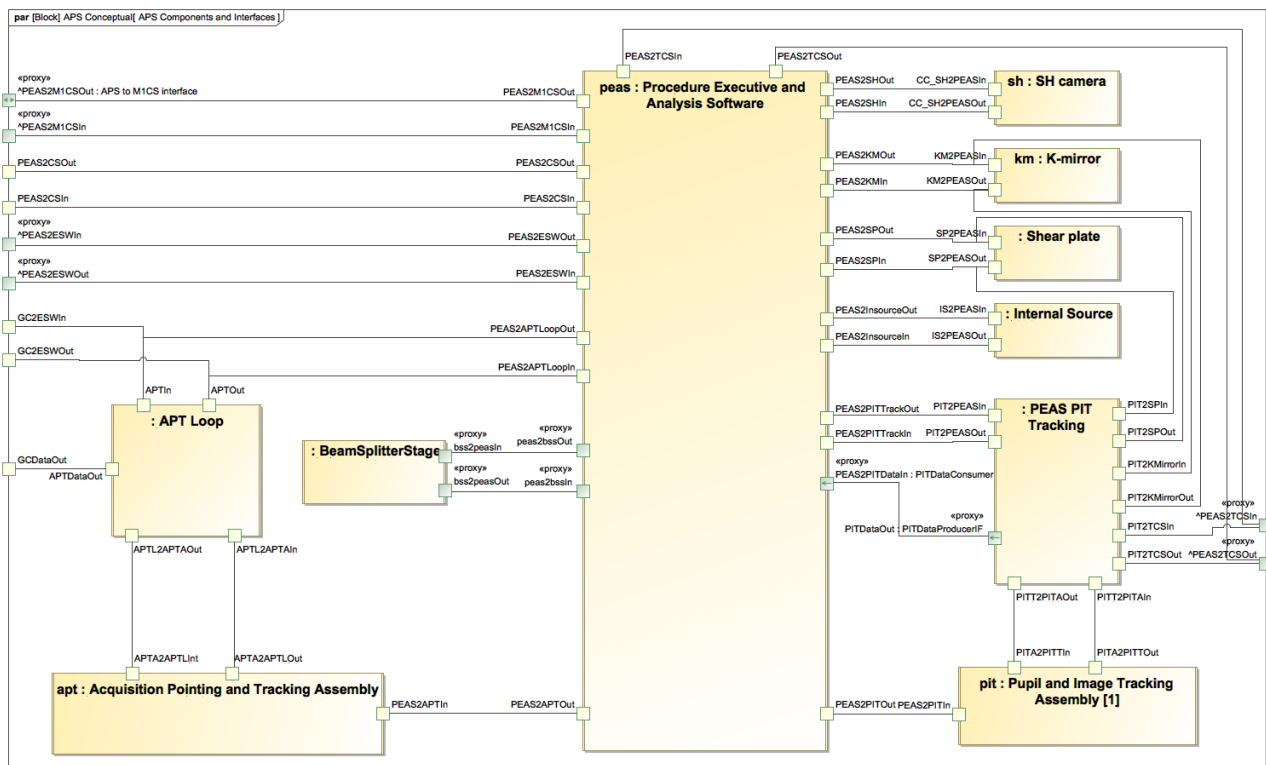 par [Block] APS Conceptual[ APS Components and Interfaces ]
PEAS2TCSIn
PEAS2TCSOut
«proxy»
^PEAS2M1CSOut : APS to M1CS interface
PEAS2M1CSOut
«proxy»
^PEAS2M1CSIn
PEAS2M1CSIn
PEAS2CSOut
PEAS2CSOut
PEAS2CSIn
PEAS2CSIn
«proxy»
^PEAS2ESWIn
PEAS2ESWOut
«proxy»
^PEAS2ESWOut
PEAS2ESWIn
GC2ESWIn
PEAS2APTLoopOut
GC2ESWOut
PEAS2APTLoopIn
APTIn
APTOut
: APT Loop
GCDataOut
APTDataOut
APTL2APTAOut
APTL2APTAIn
: BeamSplitterStage
«proxy»
bss2peasIn
«proxy»
peas2bssOut
«proxy»
bss2peasOut
«proxy»
peas2bssIn
APTA2APTLInt
APTA2APTLOut
apt : Acquisition Pointing and Tracking Assembly
PEAS2APTIn
PEAS2APTOut
peas : Procedure Executive and
Analysis Software
PEAS2SHOut
CC_SH2PEASIn
PEAS2SHIn
CC_SH2PEASOut
sh : SH camera
PEAS2KMOut
KM2PEASIn
PEAS2KMIn
KM2PEASOut
km : K-mirror
PEAS2SPOut
SP2PEASIn
PEAS2SPIn
SP2PEASOut
: Shear plate
PEAS2InsourceOut
IS2PEASIn
PEAS2InsourceIn
IS2PEASOut
: Internal Source
PEAS2PITTrackOut
PIT2PEASIn
PEAS2PITTrackIn
PIT2PEASOut
«proxy»
PEAS2PITDataIn : PITDataConsumer
«proxy»
PITDataOut : PITDataProducerIF
: PEAS PIT
Tracking
PIT2SPIn
PIT2SPOut
PIT2KMirrorIn
PIT2KMirrorOut
«proxy»
^PEAS2TCSIn
PIT2TCSIn
«proxy»
^PEAS2TCSOut
PIT2TCSOut
PITT2PITAOut
PITT2PITAIn
PITA2PITTIn
PITA2PITTOut
pit : Pupil and Image Tracking
Assembly [1]
PEAS2PITOut
PEAS2PITIn